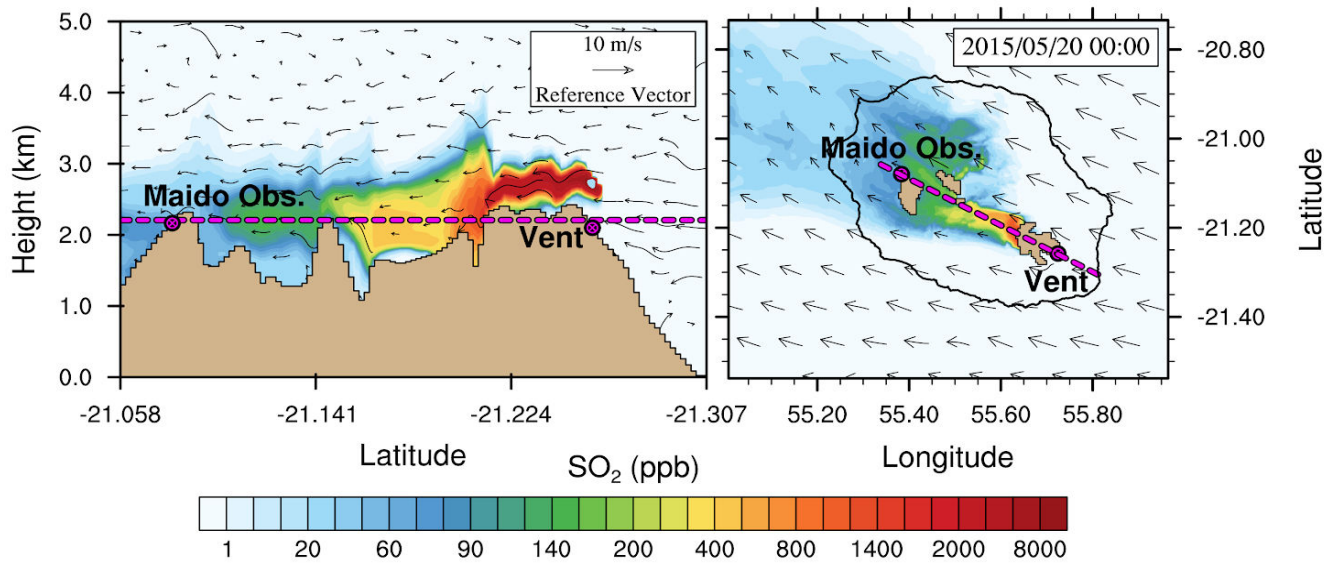 5.0
4.0
3.0
2.0
1.0
0.0
Height (km)
10 m/s
Reference Vector
Maido Obs.
Vent
-21.058
-21.141
-21.224
-21.307
Latitude
2015/05/20 00:00
Maido Obs.
Vent
-20.80
-21.00
-21.20
-21.40
Latitude
55.20
55.40
55.60
55.80
Longitude
SO₂ (ppb)
1
20
60
90
140
200
400
800
1400
2000
8000